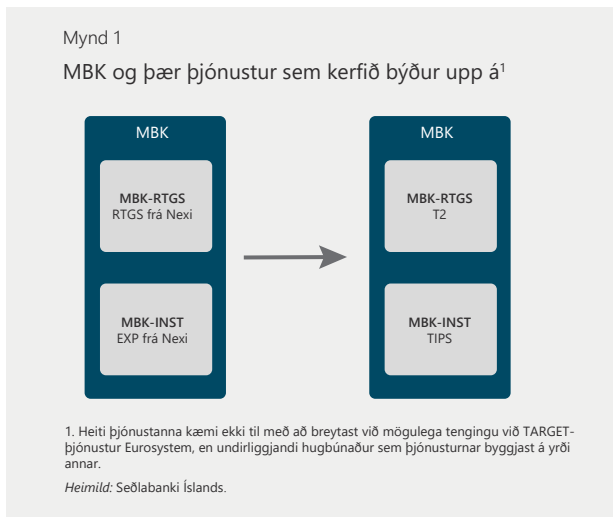 Mynd 1
MBK og þær þjónustur sem kerfið býður upp á¹
MBK
MBK-RTGS
RTGS frá Nexi
MBK-INST
EXP frá Nexi
MBK
MBK-RTGS
T2
MBK-INST
TIPS
1. Heiti þjónustanna kæmi ekki til með að breytast við mögulega tengingu við TARGET-
þjónustur Eurosystem, en undirliggjandi hugbúnaður sem þjónusturnar byggjast á yrði
annar.
Heimild: Seðlabanki Íslands.